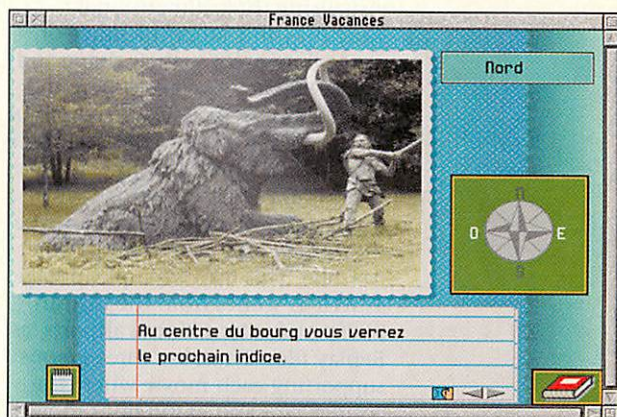 France Vacances
Nord
N
O E
S
Au centre du bourg vous verrez
le prochain indice.